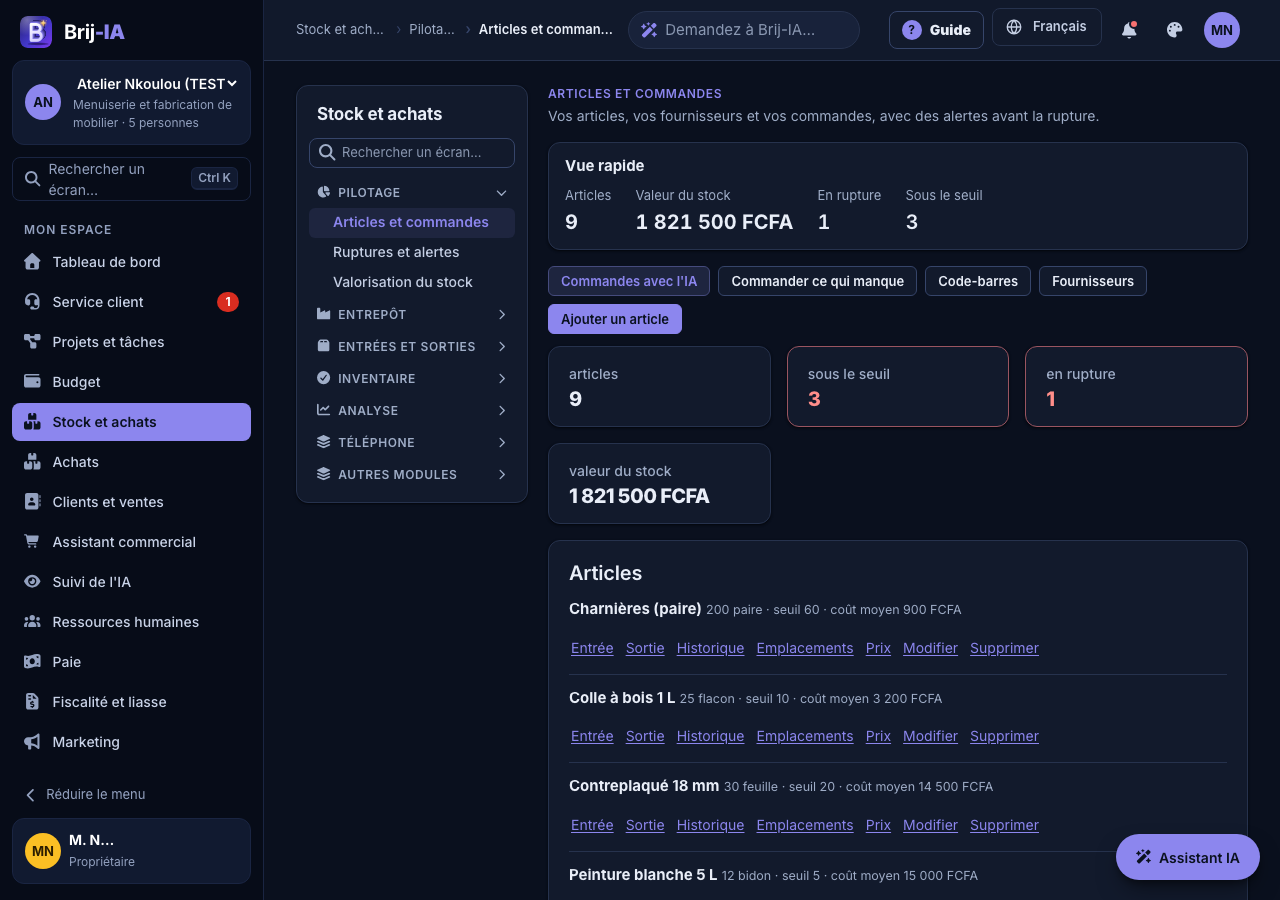 Brij-IA
AN
Atelier Nkoulou (TEST
Menuiserie et fabrication de
mobilier · 5 personnes
Rechercher un
écran...
Ctrl K
MON ESPACE
Tableau de bord
Service client
1
Projets et tâches
Budget
Stock et achats
Achats
Clients et ventes
Assistant commercial
Suivi de l'IA
Ressources humaines
Paie
Fiscalité et liasse
Marketing
Réduire le menu
MN
M. N...
Propriétaire
Stock et ach... › Pilota... › Articles et comman...
Demandez à Brij-IA...
? Guide
Français
MN
Stock et achats
Rechercher un écran...
PILOTAGE
Articles et commandes
Ruptures et alertes
Valorisation du stock
ENTREPÔT
ENTRÉES ET SORTIES
INVENTAIRE
ANALYSE
TÉLÉPHONE
AUTRES MODULES
ARTICLES ET COMMANDES
Vos articles, vos fournisseurs et vos commandes, avec des alertes avant la rupture.
Vue rapide
Articles Valeur du stock En rupture Sous le seuil
9 1 821 500 FCFA 1 3
Commandes avec l'IA Commander ce qui manque Code-barres Fournisseurs
Ajouter un article
articles
9
sous le seuil
3
en rupture
1
valeur du stock
1 821 500 FCFA
Articles
Charnières (paire) 200 paire · seuil 60 · coût moyen 900 FCFA
Entrée Sortie Historique Emplacements Prix Modifier Supprimer
Colle à bois 1 L 25 flacon · seuil 10 · coût moyen 3 200 FCFA
Entrée Sortie Historique Emplacements Prix Modifier Supprimer
Contreplaqué 18 mm 30 feuille · seuil 20 · coût moyen 14 500 FCFA
Entrée Sortie Historique Emplacements Prix Modifier Supprimer
Peinture blanche 5 L 12 bidon · seuil 5 · coût moyen 15 000 FCFA
Assistant IA